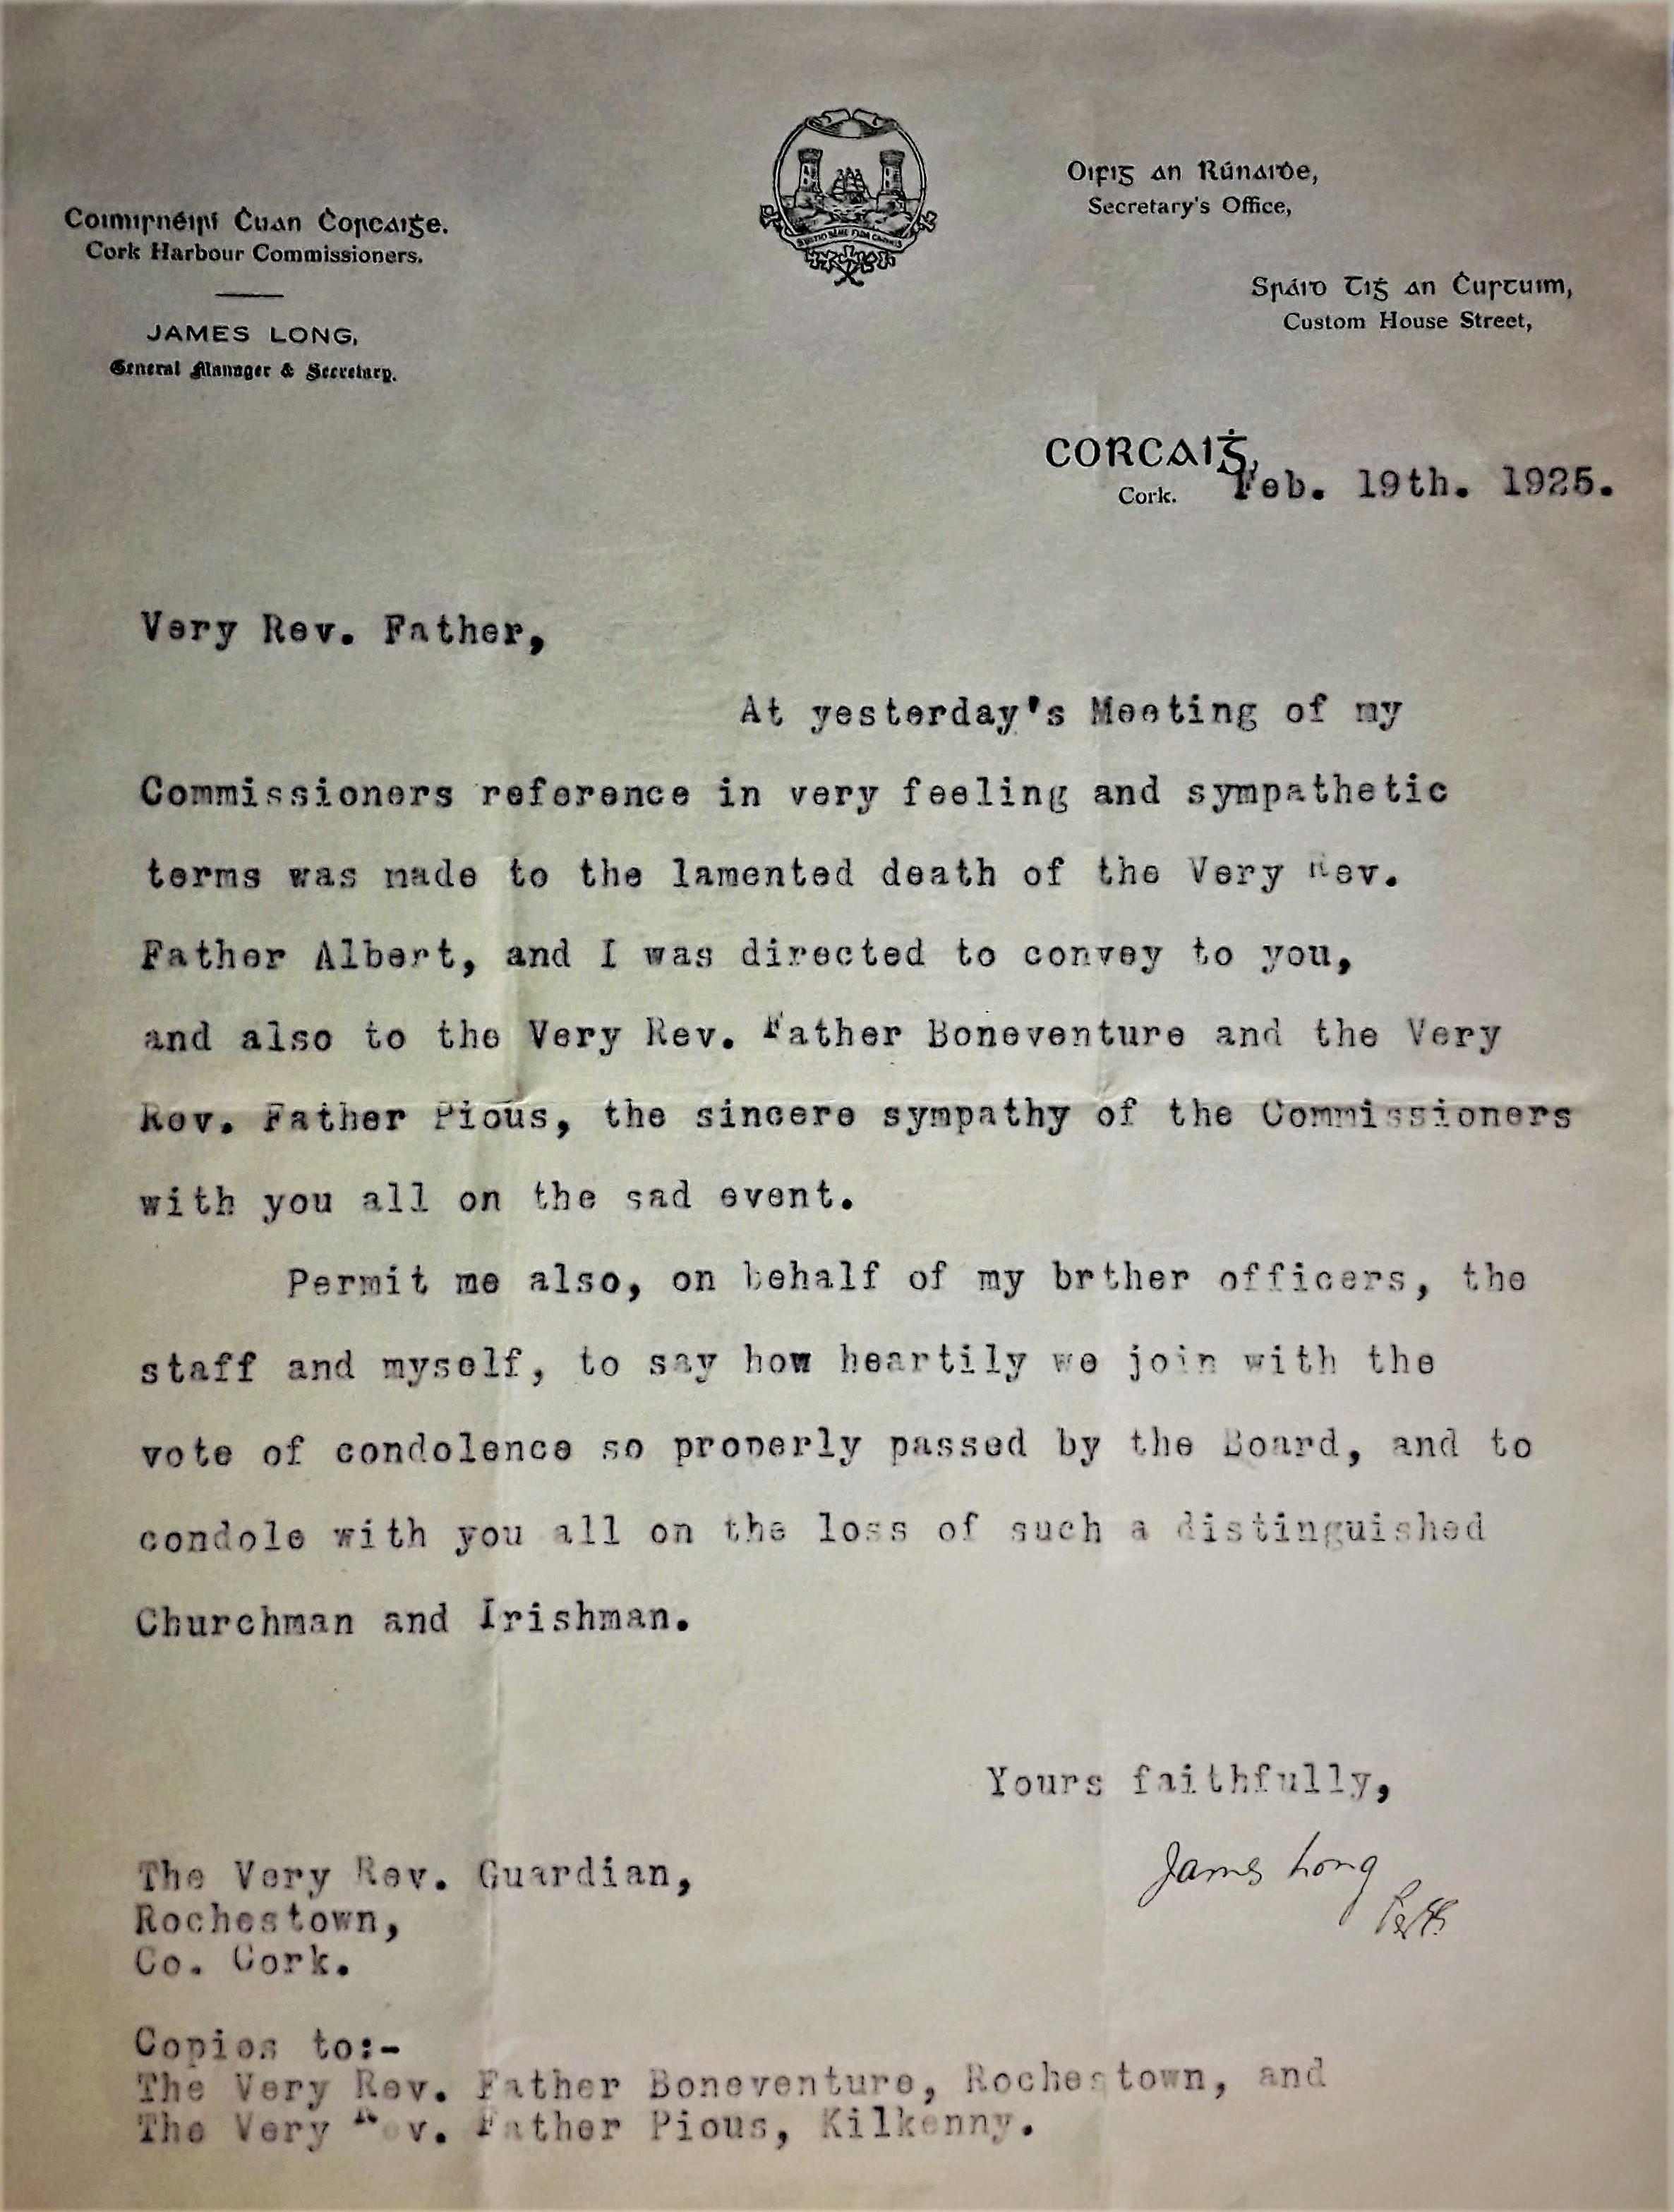 Coimisnéirí Ċuan Ċorcaiġe.
Cork Harbour Commissioners.
JAMES LONG,
General Manager & Secretary.
Oifig an Rúnaiḋe,
Secretary's Office,
Sráid Tiġ an Ċustuim,
Custom House Street,
CORCAIĠ,
Cork.
Feb. 19th. 1925.
Very Rev. Father,
At yesterday's Meeting of my
Commissioners reference in very feeling and sympathetic
terms was made to the lamented death of the Very Rev.
Father Albert, and I was directed to convey to you,
and also to the Very Rev. Father Boneventure and the Very
Rev. Father Pious, the sincere sympathy of the Commissioners
with you all on the sad event.
Permit me also, on behalf of my brther officers, the
staff and myself, to say how heartily we join with the
vote of condolence so properly passed by the Board, and to
condole with you all on the loss of such a distinguished
Churchman and Irishman.
Yours faithfully,
James Long
The Very Rev. Guardian,
Rochestown,
Co. Cork.
Copies to:-
The Very Rev. Father Boneventure, Rochestown, and
The Very Rev. Father Pious, Kilkenny.